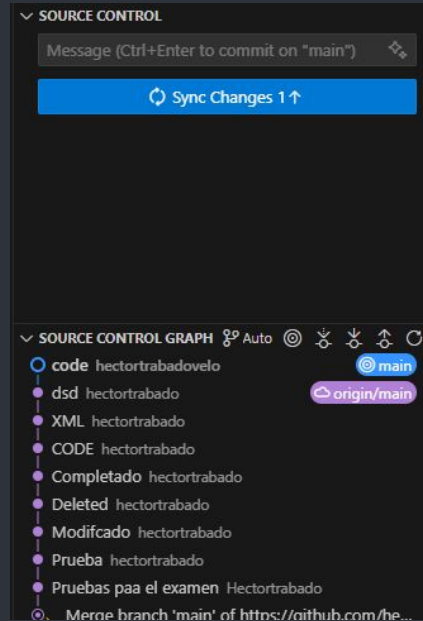 SOURCE CONTROL
Message (Ctrl+Enter to commit on "main")
Sync Changes 1↑
SOURCE CONTROL GRAPH Auto
code hectortrabadovelo main
dsd hectortrabado origin/main
XML hectortrabado
CODE hectortrabado
Completado hectortrabado
Deleted hectortrabado
Modifcado hectortrabado
Prueba hectortrabado
Pruebas paa el examen Hectortrabado
Merge branch 'main' of https://github.com/he...